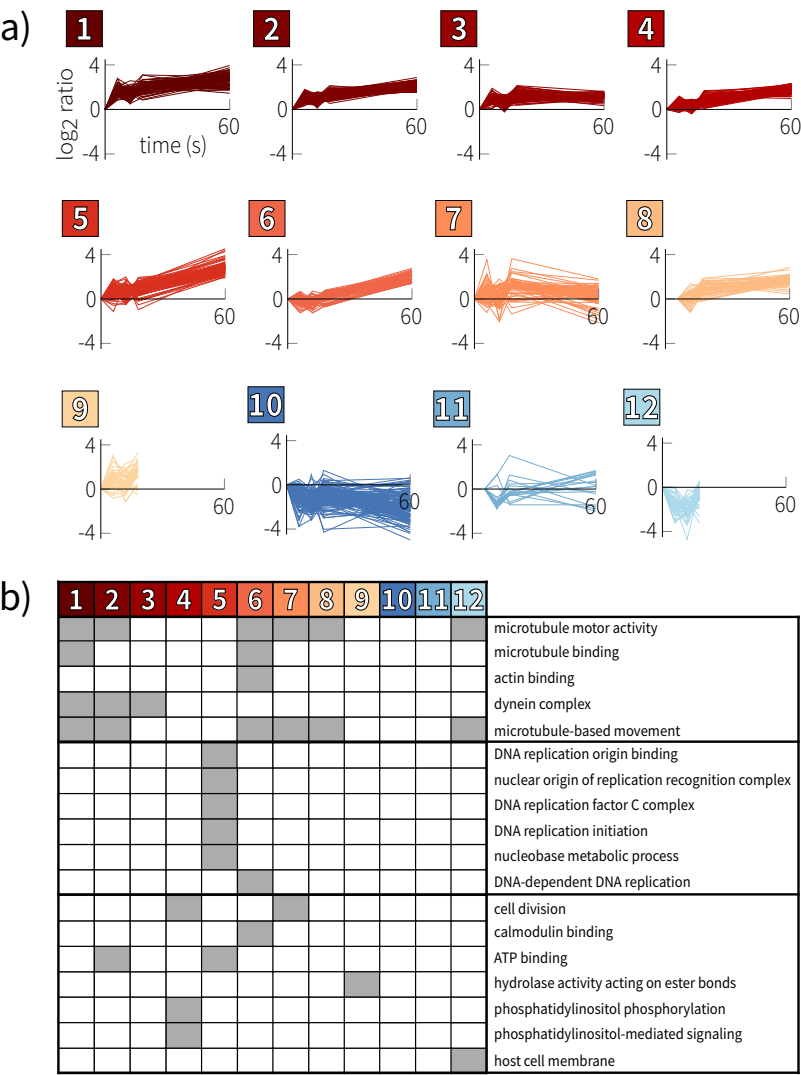 a)
1 2 3 4
4 4 4 4
log2 ratio
0 0 0 0
time (s) 60 60 60 60
-4 -4 -4 -4
5 6 7 8
4 4 4 4
0 0 0 0
60 60 60 60
-4 -4 -4 -4
9 10 11 12
4 4 4 4
0 0 0 0
60 60 60 60
-4 -4 -4 -4
b)
1 2 3 4 5 6 7 8 9 10 11 12
microtubule motor activity
microtubule binding
actin binding
dynein complex
microtubule-based movement
DNA replication origin binding
nuclear origin of replication recognition complex
DNA replication factor C complex
DNA replication initiation
nucleobase metabolic process
DNA-dependent DNA replication
cell division
calmodulin binding
ATP binding
hydrolase activity acting on ester bonds
phosphatidylinositol phosphorylation
phosphatidylinositol-mediated signaling
host cell membrane